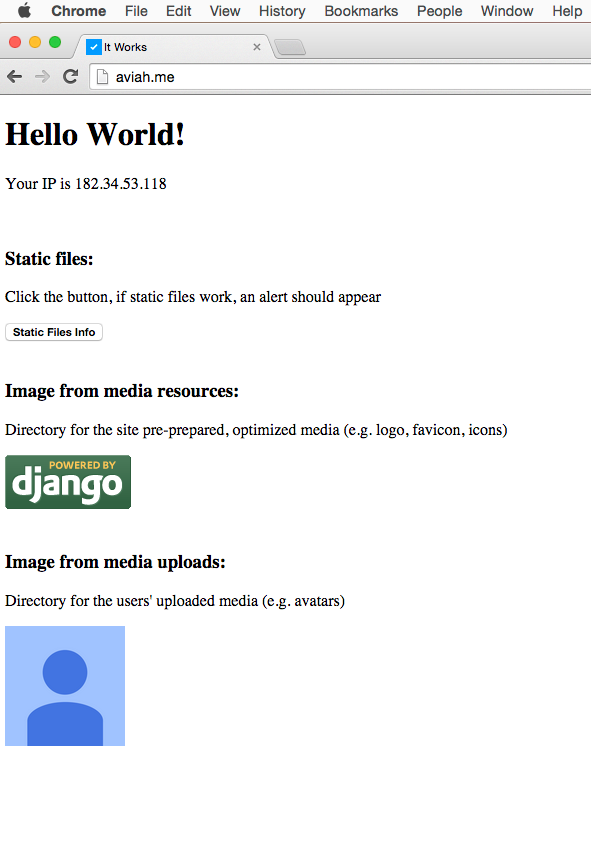 Chrome File Edit View History Bookmarks People Window Help
It Works
aviah.me
Hello World!
Your IP is 182.34.53.118
Static files:
Click the button, if static files work, an alert should appear
Static Files Info
Image from media resources:
Directory for the site pre-prepared, optimized media (e.g. logo, favicon, icons)
POWERED BY
django
Image from media uploads:
Directory for the users' uploaded media (e.g. avatars)